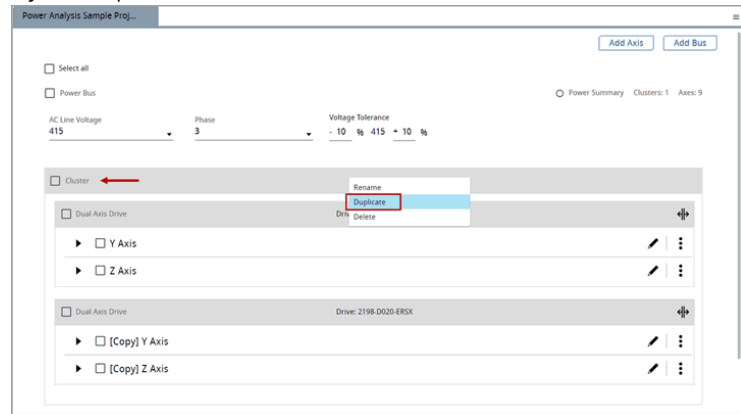 Power Analysis Sample Proj...
Add Axis Add Bus
Select all
Power Bus
Power Summary Clusters: 1 Axes: 9
AC Line Voltage Phase Voltage Tolerance
415 3 - 10 % 415 + 10 %
Cluster
Rename
Duplicate
Delete
Dual Axis Drive
Y Axis
Z Axis
Dual Axis Drive Drive: 2198-D020-ERSX
[Copy] Y Axis
[Copy] Z Axis